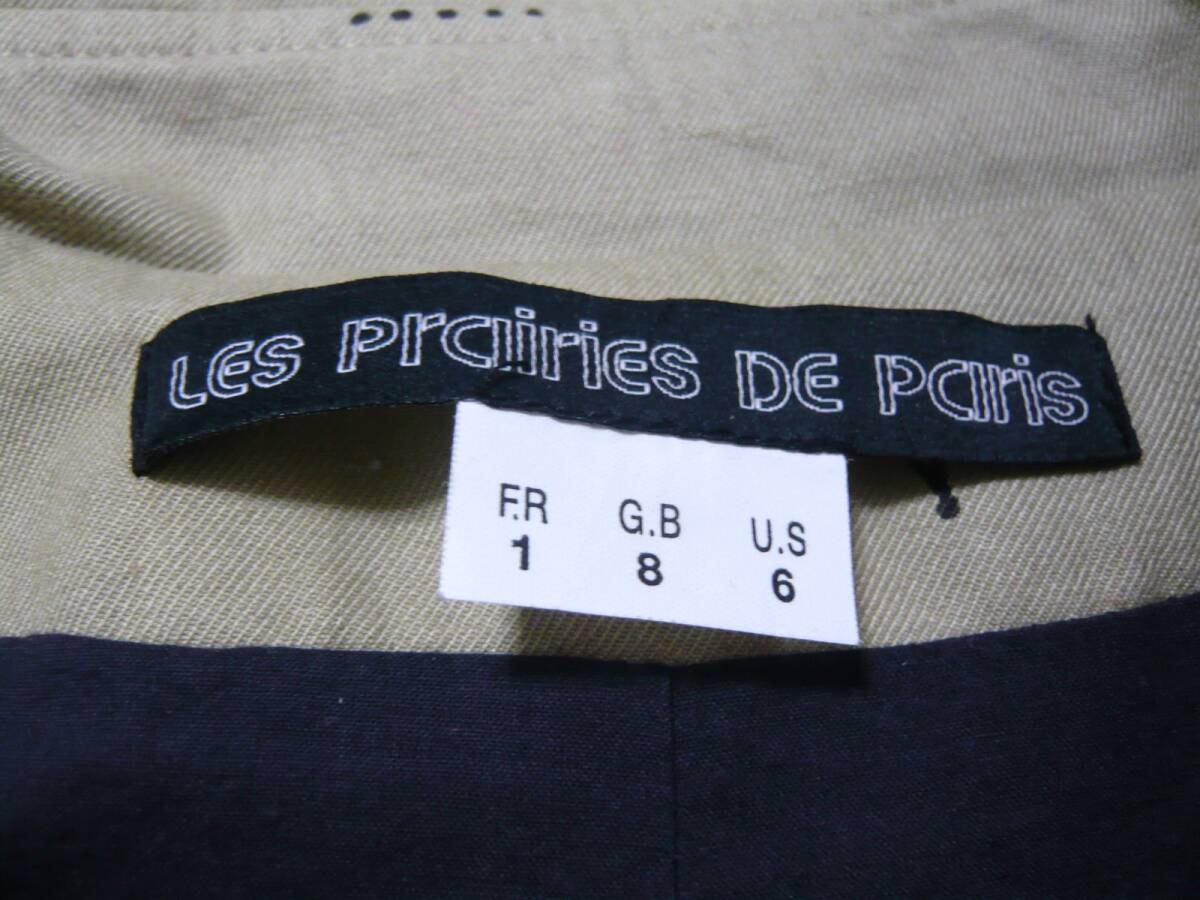 LES PrairiES DE Paris
F.R G.B U.S
1 8 6